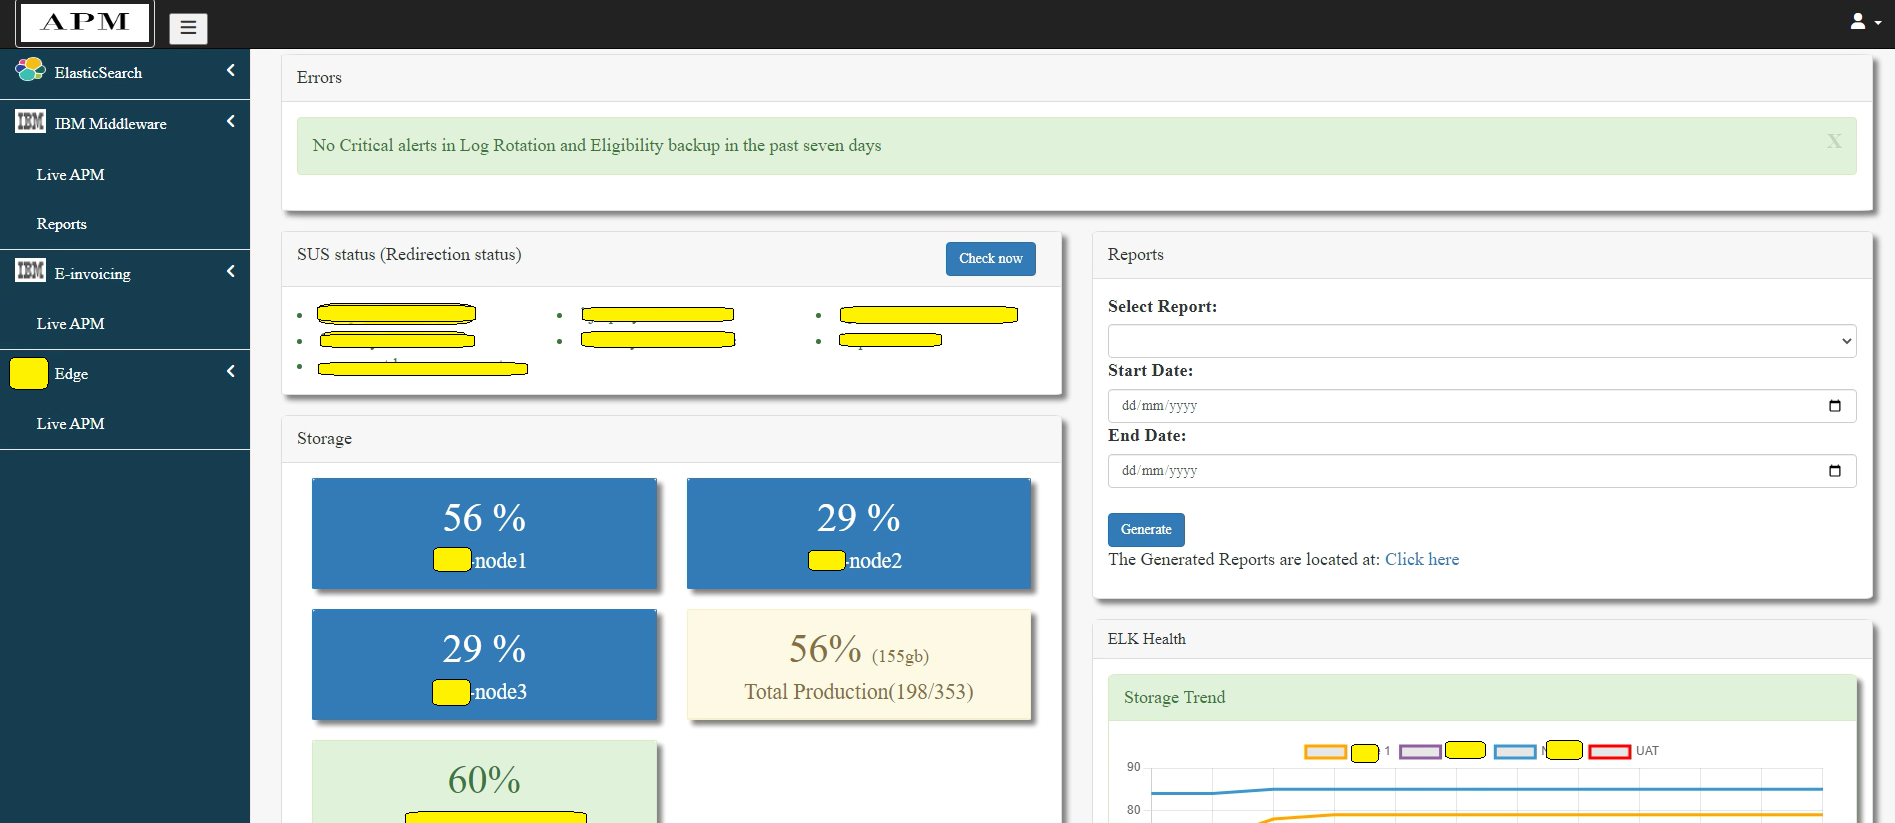 APM
ElasticSearch
IBM Middleware
Live APM
Reports
IBM E-invoicing
Live APM
Edge
Live APM
Errors
No Critical alerts in Log Rotation and Eligibility backup in the past seven days
X
SUS status (Redirection status)
Check now
Storage
56 %
-node1
29 %
-node2
29 %
-node3
56% (155gb)
Total Production(198/353)
60%
Reports
Select Report:
Start Date:
dd/mm/yyyy
End Date:
dd/mm/yyyy
Generate
The Generated Reports are located at: Click here
ELK Health
Storage Trend
1 UAT
90
80